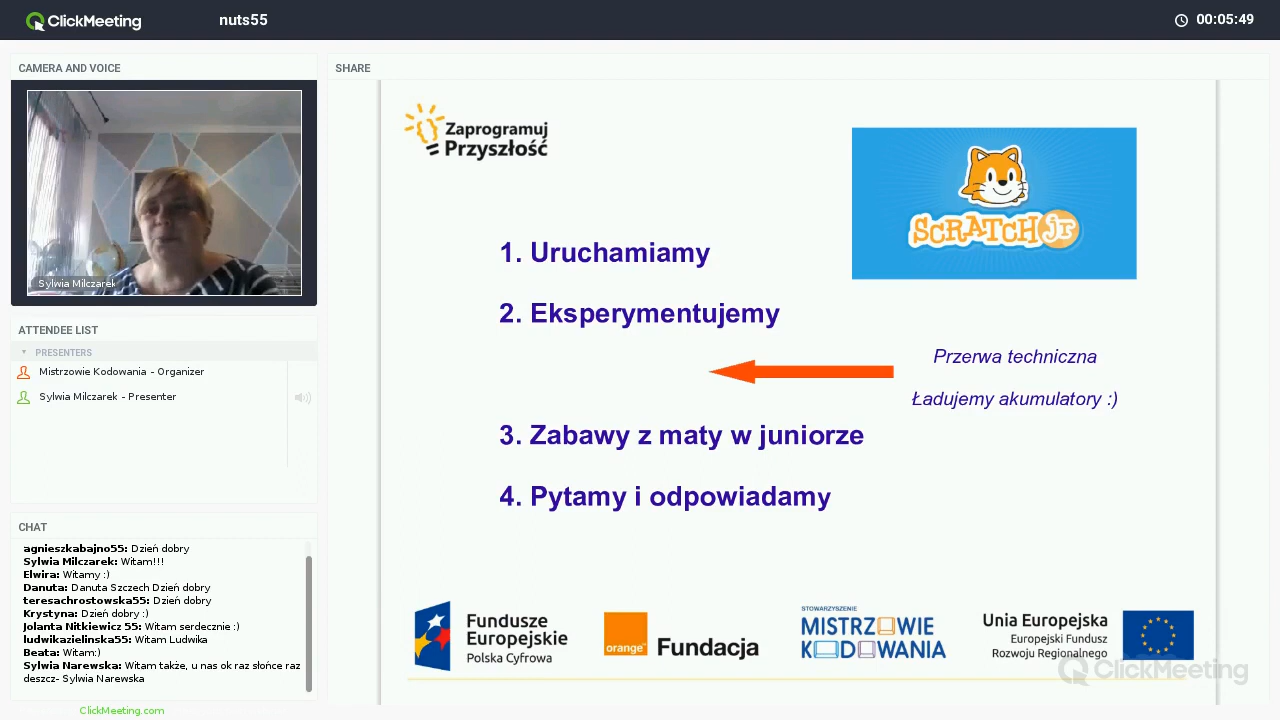 ClickMeeting
nuts55
00:05:49
CAMERA AND VOICE
Sylwia Milczarek
ATTENDEE LIST
PRESENTERS
Mistrzowie Kodowania - Organizer
Sylwia Milczarek - Presenter
CHAT
agnieszkabajno55: Dzień dobry
Sylwia Milczarek: Witam!!!
Elwira: Witamy :)
Danuta: Danuta Szczech Dzień dobry
teresachrostowska55: Dzień dobry
Krystyna: Dzień dobry :)
Jolanta Nitkiewicz 55: Witam serdecznie :)
ludwikazielinska55: Witam Ludwika
Beata: Witam:)
Sylwia Narewska: Witam także, u nas ok raz słońce raz
deszcz- Sylwia Narewska
ClickMeeting.com
SHARE
Zaprogramuj
Przyszłość
SCRATCH jr
1. Uruchamiamy
2. Eksperymentujemy
Przerwa techniczna
Ładujemy akumulatory :)
3. Zabawy z maty w juniorze
4. Pytamy i odpowiadamy
Fundusze
Europejskie
Polska Cyfrowa
orange
Fundacja
STOWARZYSZENIE
MISTRZOWIE
KODOWANIA
Unia Europejska
Europejski Fundusz
Rozwoju Regionalnego
ClickMeeting